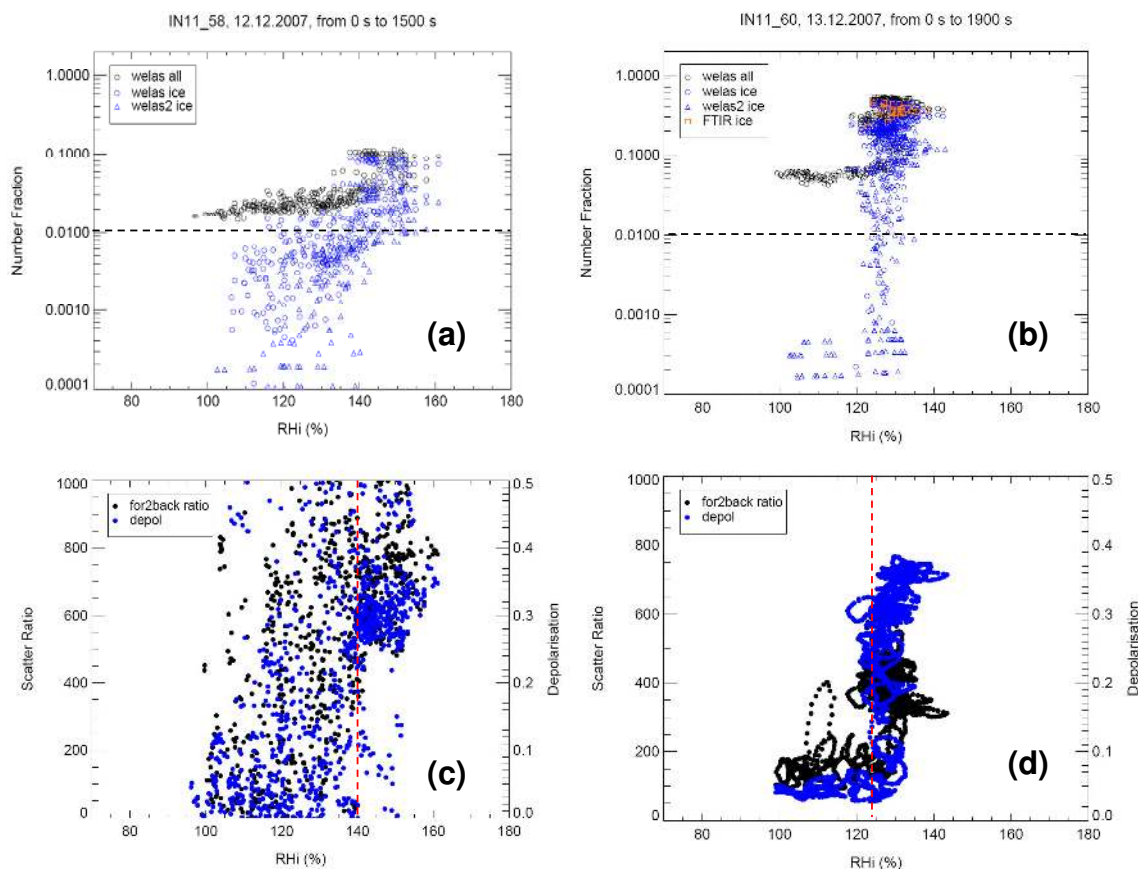 IN11_58, 12.12.2007, from 0 s to 1500 s
1.0000
0.1000
0.0100
0.0010
0.0001
Number Fraction
welas all
welas ice
welas2 ice
(a)
80
100
120
140
160
180
RHi (%)
IN11_60, 13.12.2007, from 0 s to 1900 s
1.0000
0.1000
0.0100
0.0010
0.0001
Number Fraction
welas all
welas ice
welas2 ice
FTIR ice
(b)
80
100
120
140
160
180
RHi (%)
1000
800
600
400
200
0
Scatter Ratio
for2back ratio
depol
(c)
0.5
0.4
0.3
0.2
0.1
0.0
Depolarisation
80
100
120
140
160
180
RHi (%)
1000
800
600
400
200
0
Scatter Ratio
for2back ratio
depol
(d)
0.5
0.4
0.3
0.2
0.1
0.0
Depolarisation
80
100
120
140
160
180
RHi (%)